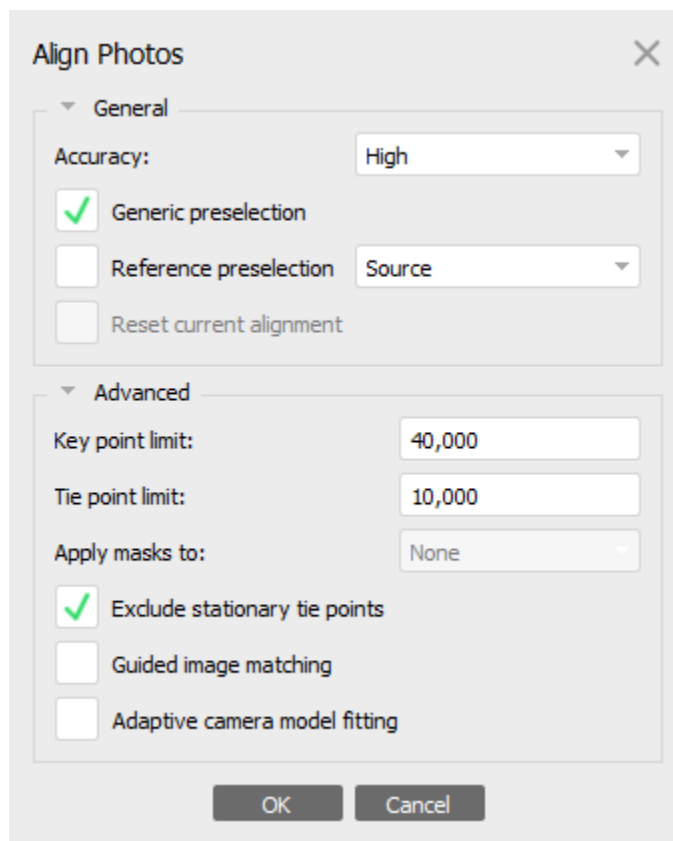 Align Photos
General
Accuracy: High
Generic preselection
Reference preselection Source
Reset current alignment
Advanced
Key point limit: 40,000
Tie point limit: 10,000
Apply masks to: None
Exclude stationary tie points
Guided image matching
Adaptive camera model fitting
OK Cancel